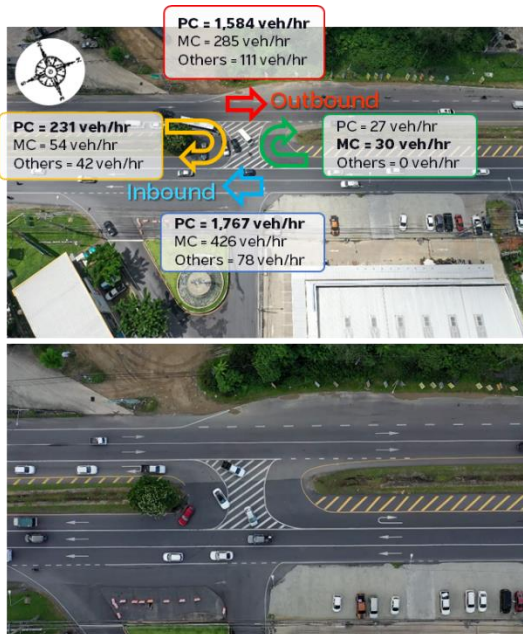 PC = 1,584 veh/hr
MC = 285 veh/hr
Others = 111 veh/hr
Outbound
PC = 231 veh/hr
MC = 54 veh/hr
Others = 42 veh/hr
PC = 27 veh/hr
MC = 30 veh/hr
Others = 0 veh/hr
Inbound
PC = 1,767 veh/hr
MC = 426 veh/hr
Others = 78 veh/hr